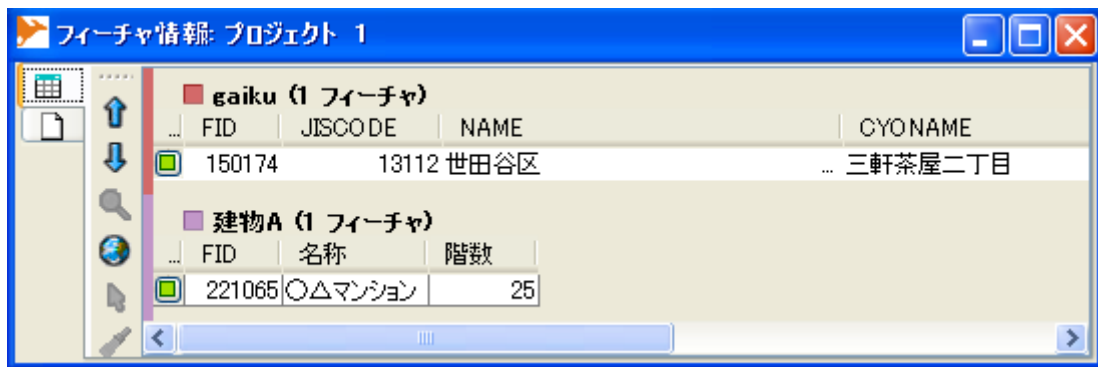 フィーチャ情報: プロジェクト 1
gaiku (1 フィーチャ)
... FID JISCODE NAME CYONAME
150174 13112 世田谷区 ... 三軒茶屋二丁目
建物A (1 フィーチャ)
... FID 名称 階数
221065 ○△マンション 25